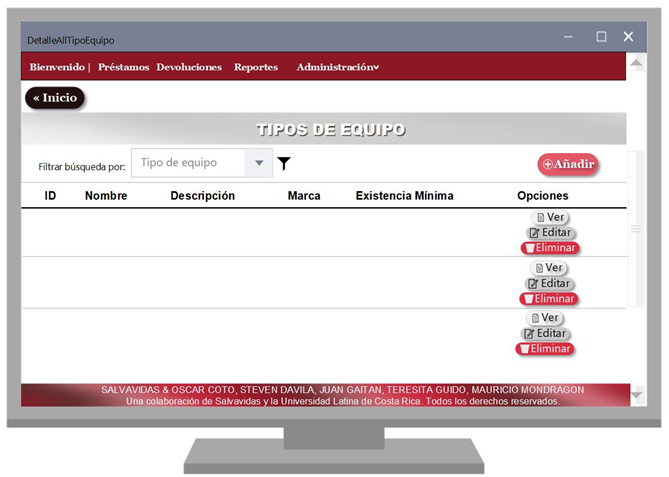 DetalleAllTipoEquipo
Bienvenido | Préstamos Devoluciones Reportes Administración
« Inicio
TIPOS DE EQUIPO
Filtrar búsqueda por: Tipo de equipo Añadir
ID Nombre Descripción Marca Existencia Mínima Opciones
Ver
Editar
Eliminar
Ver
Editar
Eliminar
Ver
Editar
Eliminar
SALVAVIDAS & OSCAR COTO, STEVEN DAVILA, JUAN GAITAN, TERESITA GUIDO, MAURICIO MONDRAGON
Una colaboración de Salvavidas y la Universidad Latina de Costa Rica. Todos los derechos reservados.